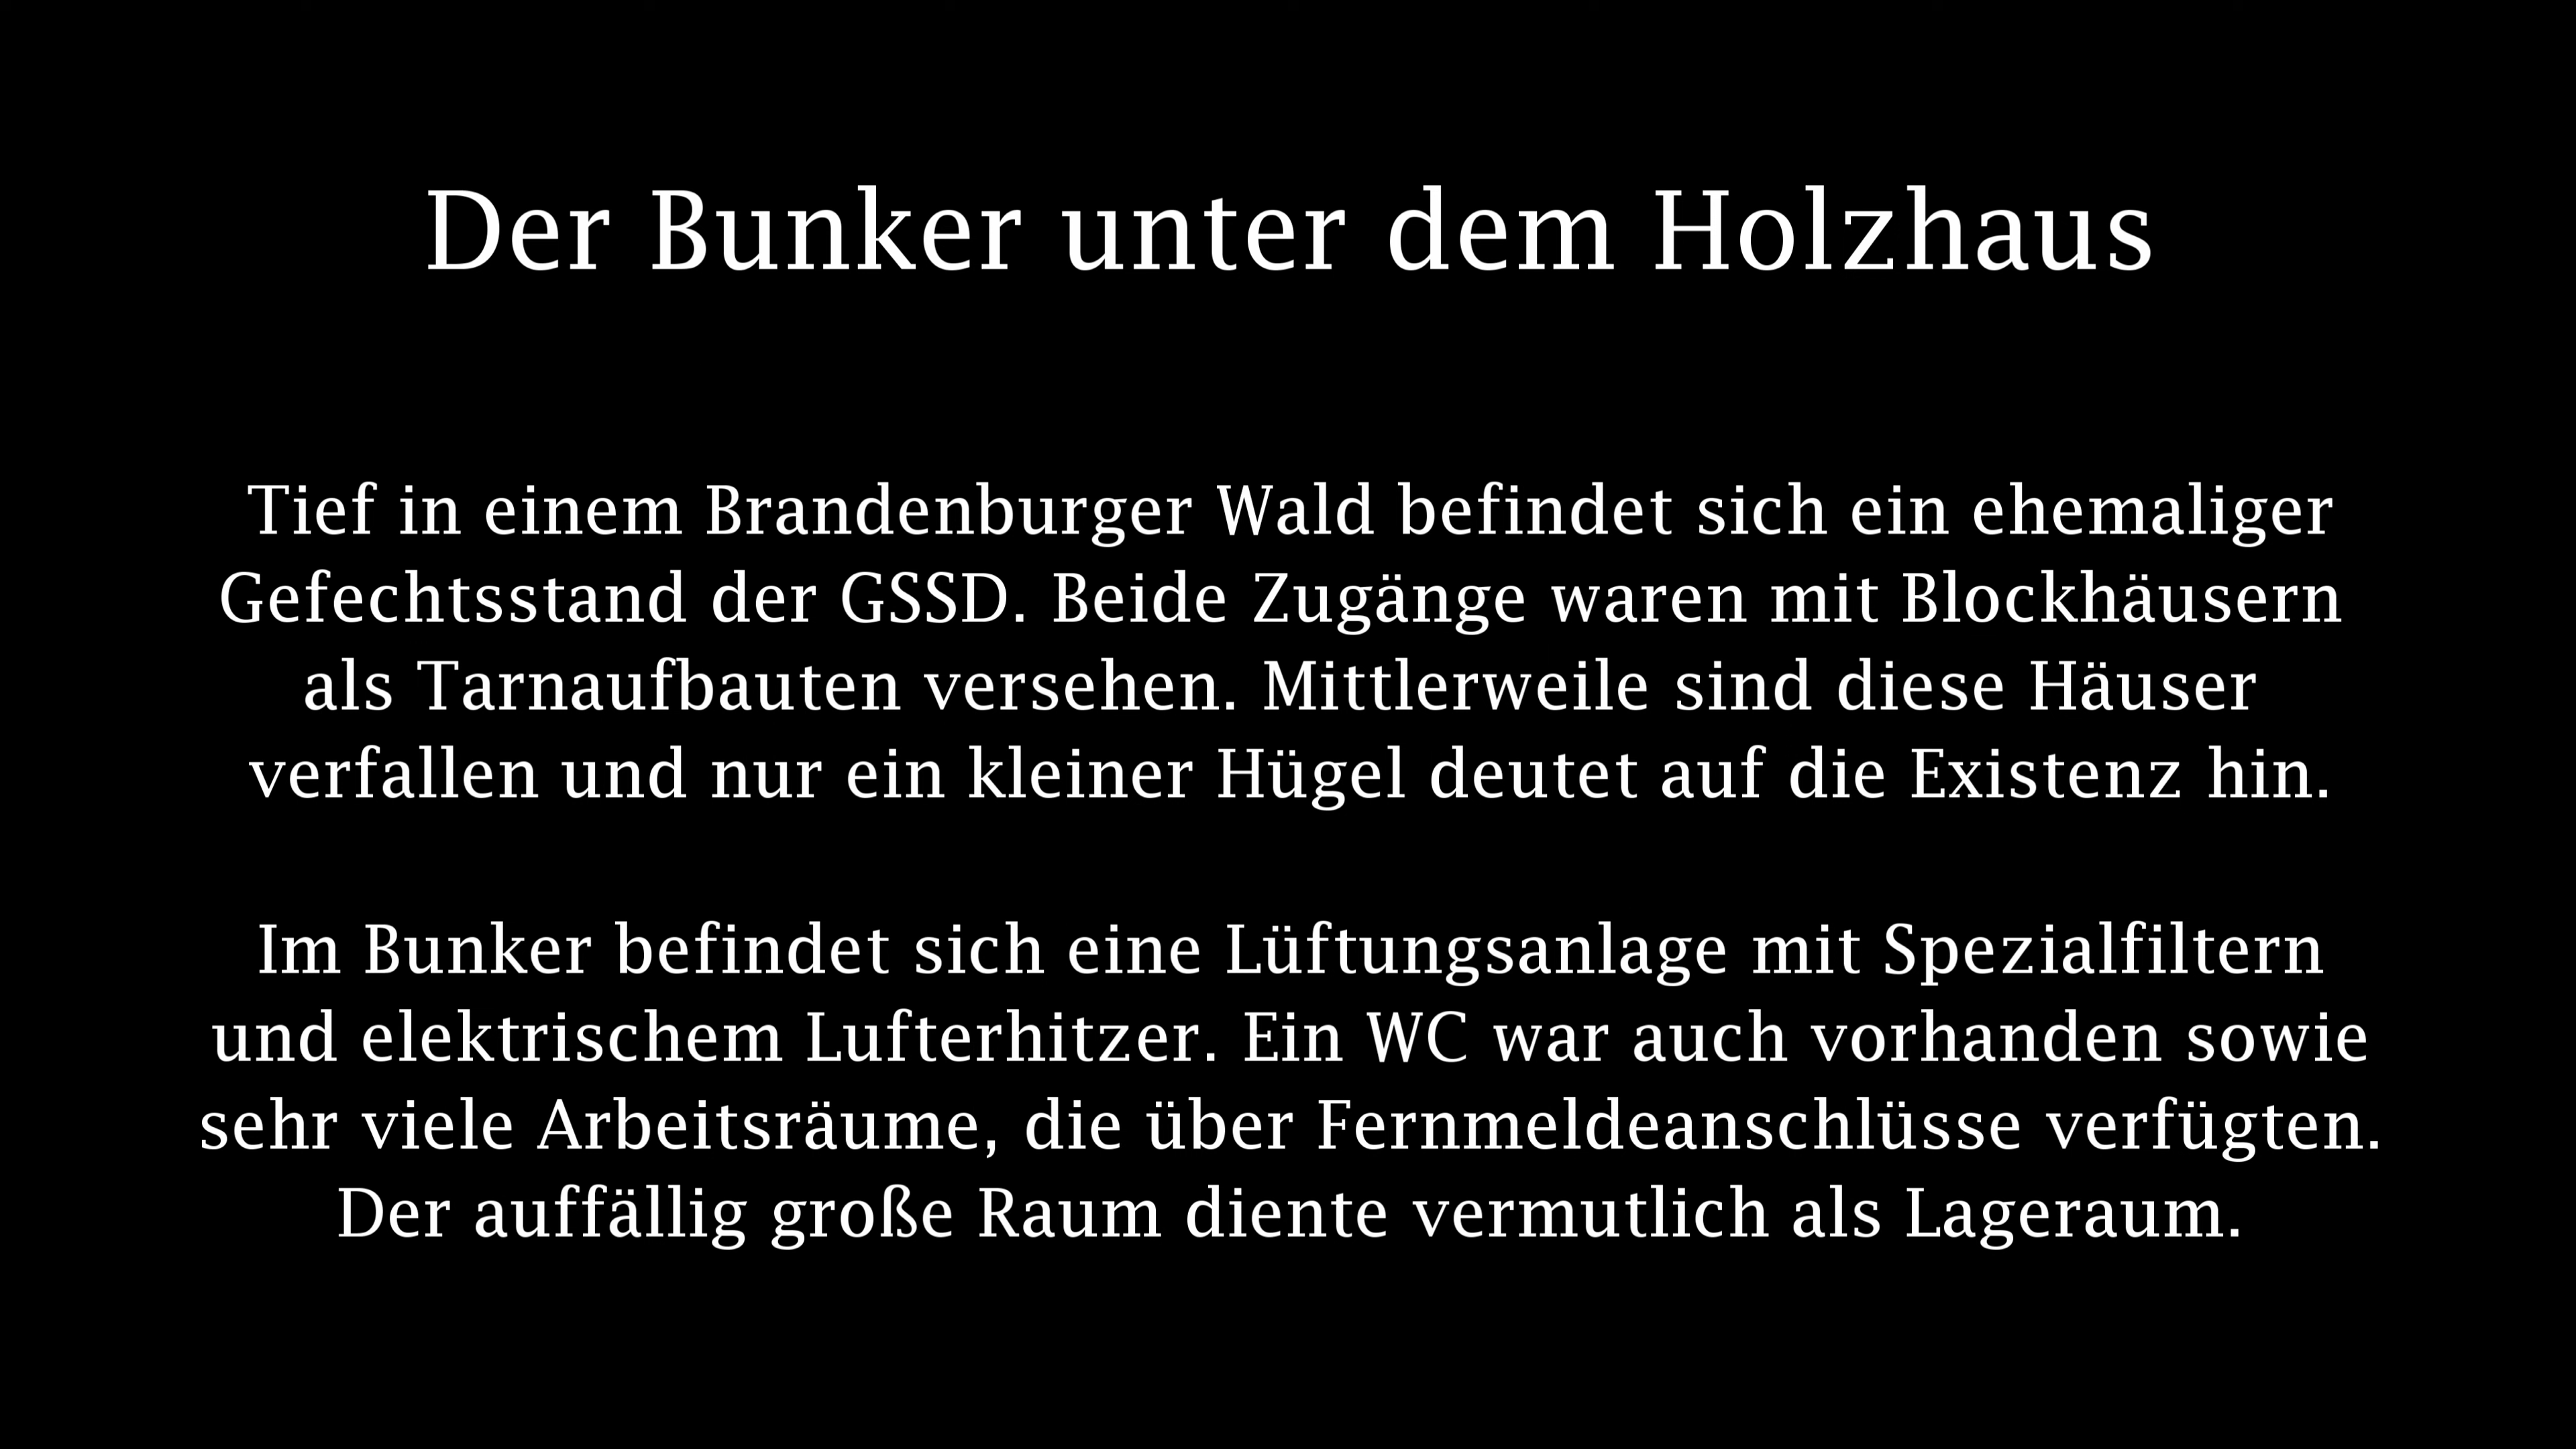 Der Bunker unter dem Holzhaus
Tief in einem Brandenburger Wald befindet sich ein ehemaliger
Gefechtsstand der GSSD. Beide Zugänge waren mit Blockhäusern
als Tarnaufbauten versehen. Mittlerweile sind diese Häuser
verfallen und nur ein kleiner Hügel deutet auf die Existenz hin.
Im Bunker befindet sich eine Lüftungsanlage mit Spezialfiltern
und elektrischem Lufterhitzer. Ein WC war auch vorhanden sowie
sehr viele Arbeitsräume, die über Fernmeldeanschlüsse verfügten.
Der auffällig große Raum diente vermutlich als Lageraum.